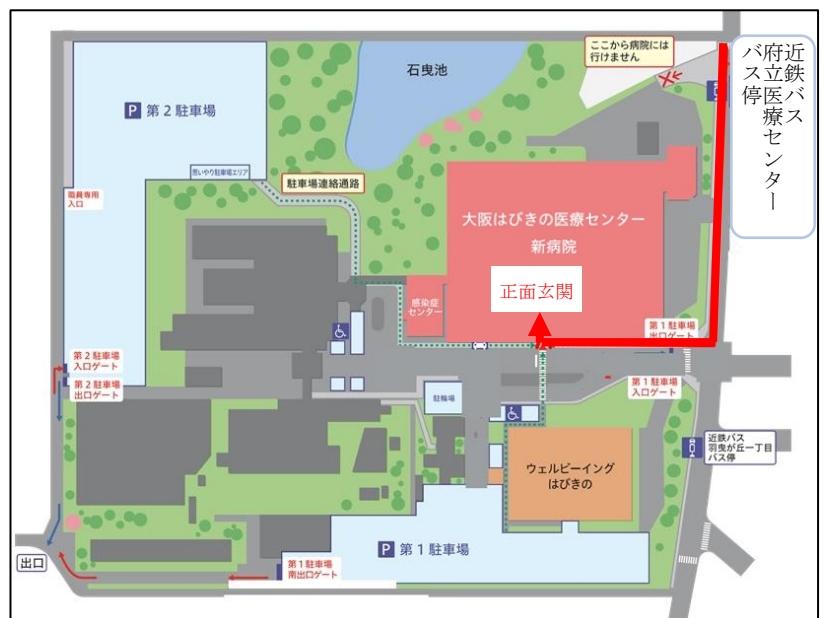 ここから病院には
行けません
近鉄バス
府立医療センター
バス停
石曳池
P 第2駐車場
思いやり駐車場エリア
駐車場連絡通路
職員専用
入口
大阪はびきの医療センター
新病院
感染症
センター
正面玄関
第1駐車場
出口ゲート
第2駐車場
入口ゲート
第2駐車場
出口ゲート
第1駐車場
入口ゲート
駐輪場
近鉄バス
羽曳が丘一丁目
バス停
ウェルビーイング
はびきの
P 第1駐車場
出口
第1駐車場
南出口ゲート